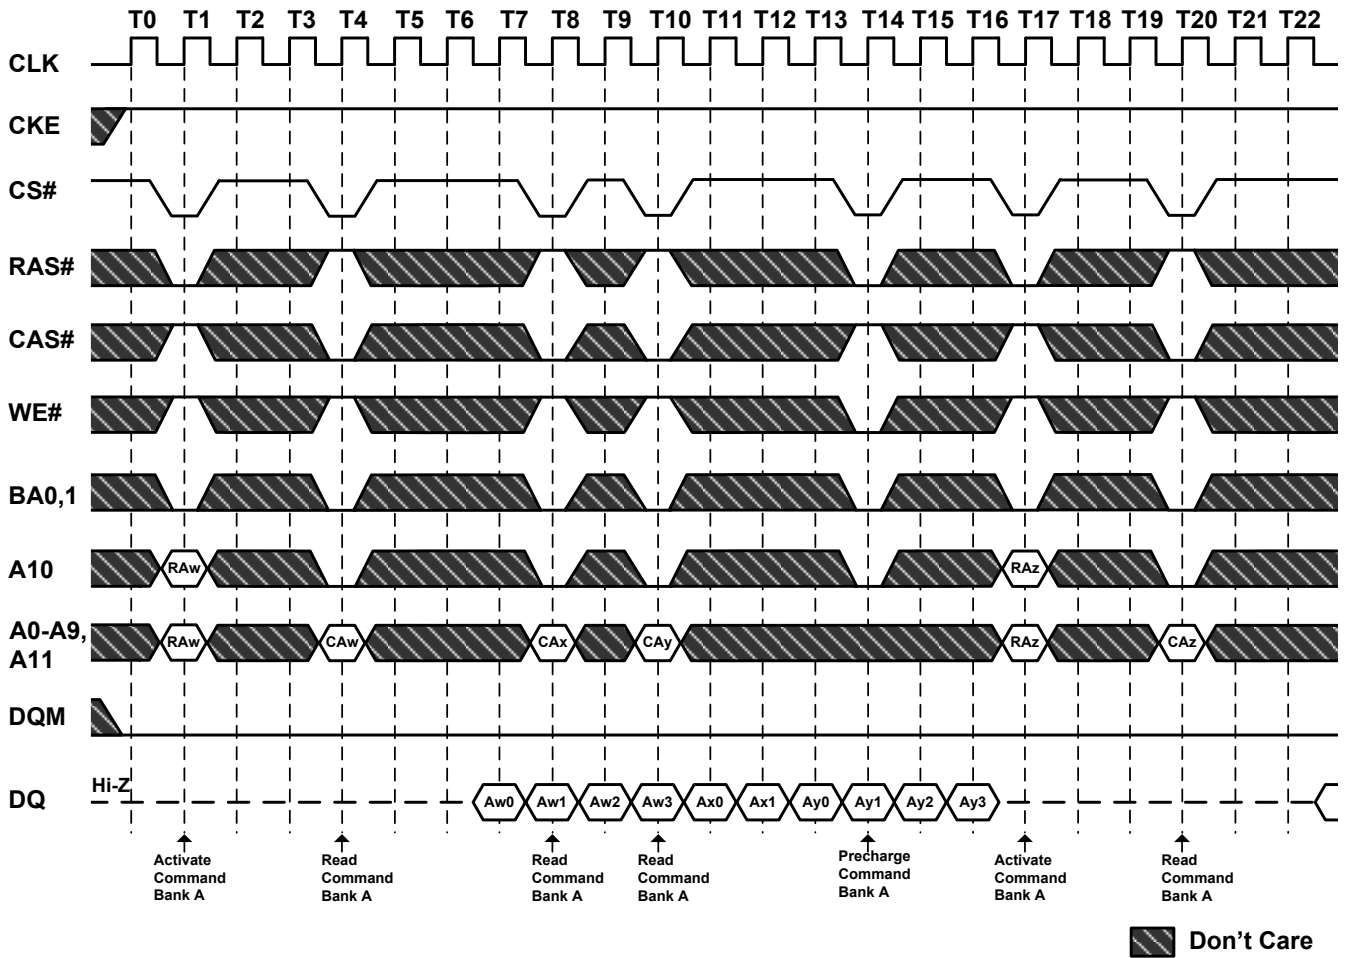 T0 T1 T2 T3 T4 T5 T6 T7 T8 T9 T10 T11 T12 T13 T14 T15 T16 T17 T18 T19 T20 T21 T22
CLK
CKE
CS#
RAS#
CAS#
WE#
BA0,1
A10 RAw RAz
A0-A9,
A11
RAw CAw CAx CAy RAz CAz
DQM
Hi-Z
DQ Aw0 Aw1 Aw2 Aw3 Ax0 Ax1 Ay0 Ay1 Ay2 Ay3
Activate
Command
Bank A
Read
Command
Bank A
Read
Command
Bank A
Read
Command
Bank A
Precharge
Command
Bank A
Activate
Command
Bank A
Read
Command
Bank A
Don't Care